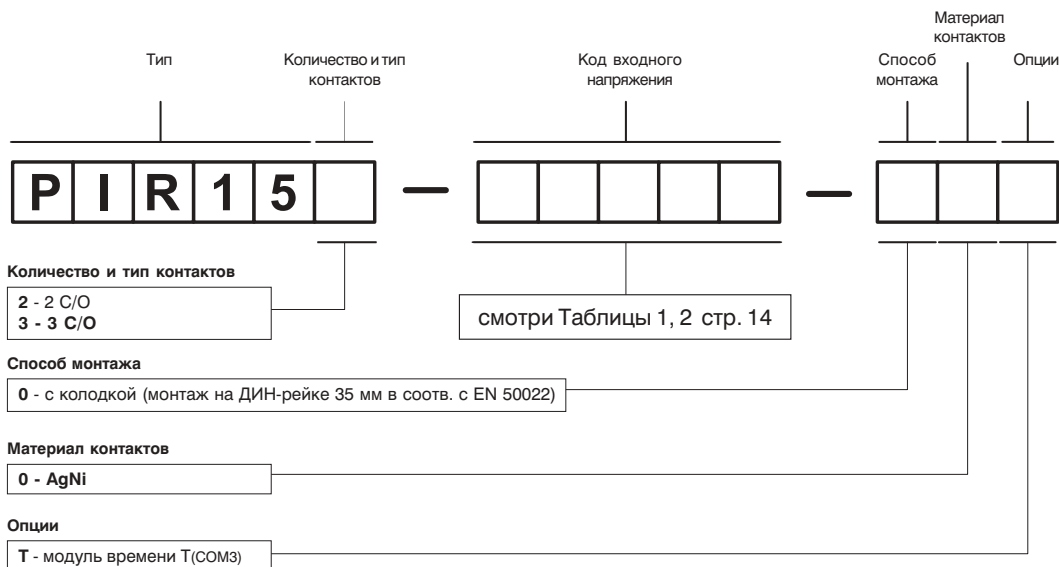 Материал
контактов
Тип
Количество и тип
контактов
Код входного
напряжения
Способ
монтажа
Опции
P I R 1 5 — —
Количество и тип контактов
2 - 2 C/O
3 - 3 C/O
смотри Таблицы 1, 2 стр. 14
Способ монтажа
0 - с колодкой (монтаж на ДИН-рейке 35 мм в соотв. с EN 50022)
Материал контактов
0 - AgNi
Опции
T - модуль времени T(COM3)